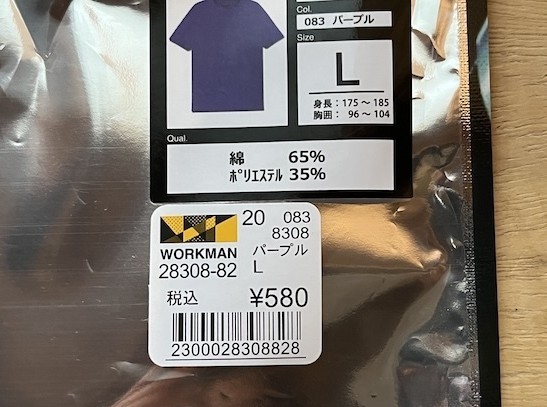 Col.
083 パープル
Size
L
身長：175～185
胸囲： 96～104
Qual.
綿 65%
ポリエステル 35%
20 083
8308
WORKMAN パープル
28308-82 L
税込 ¥580
2300028308828